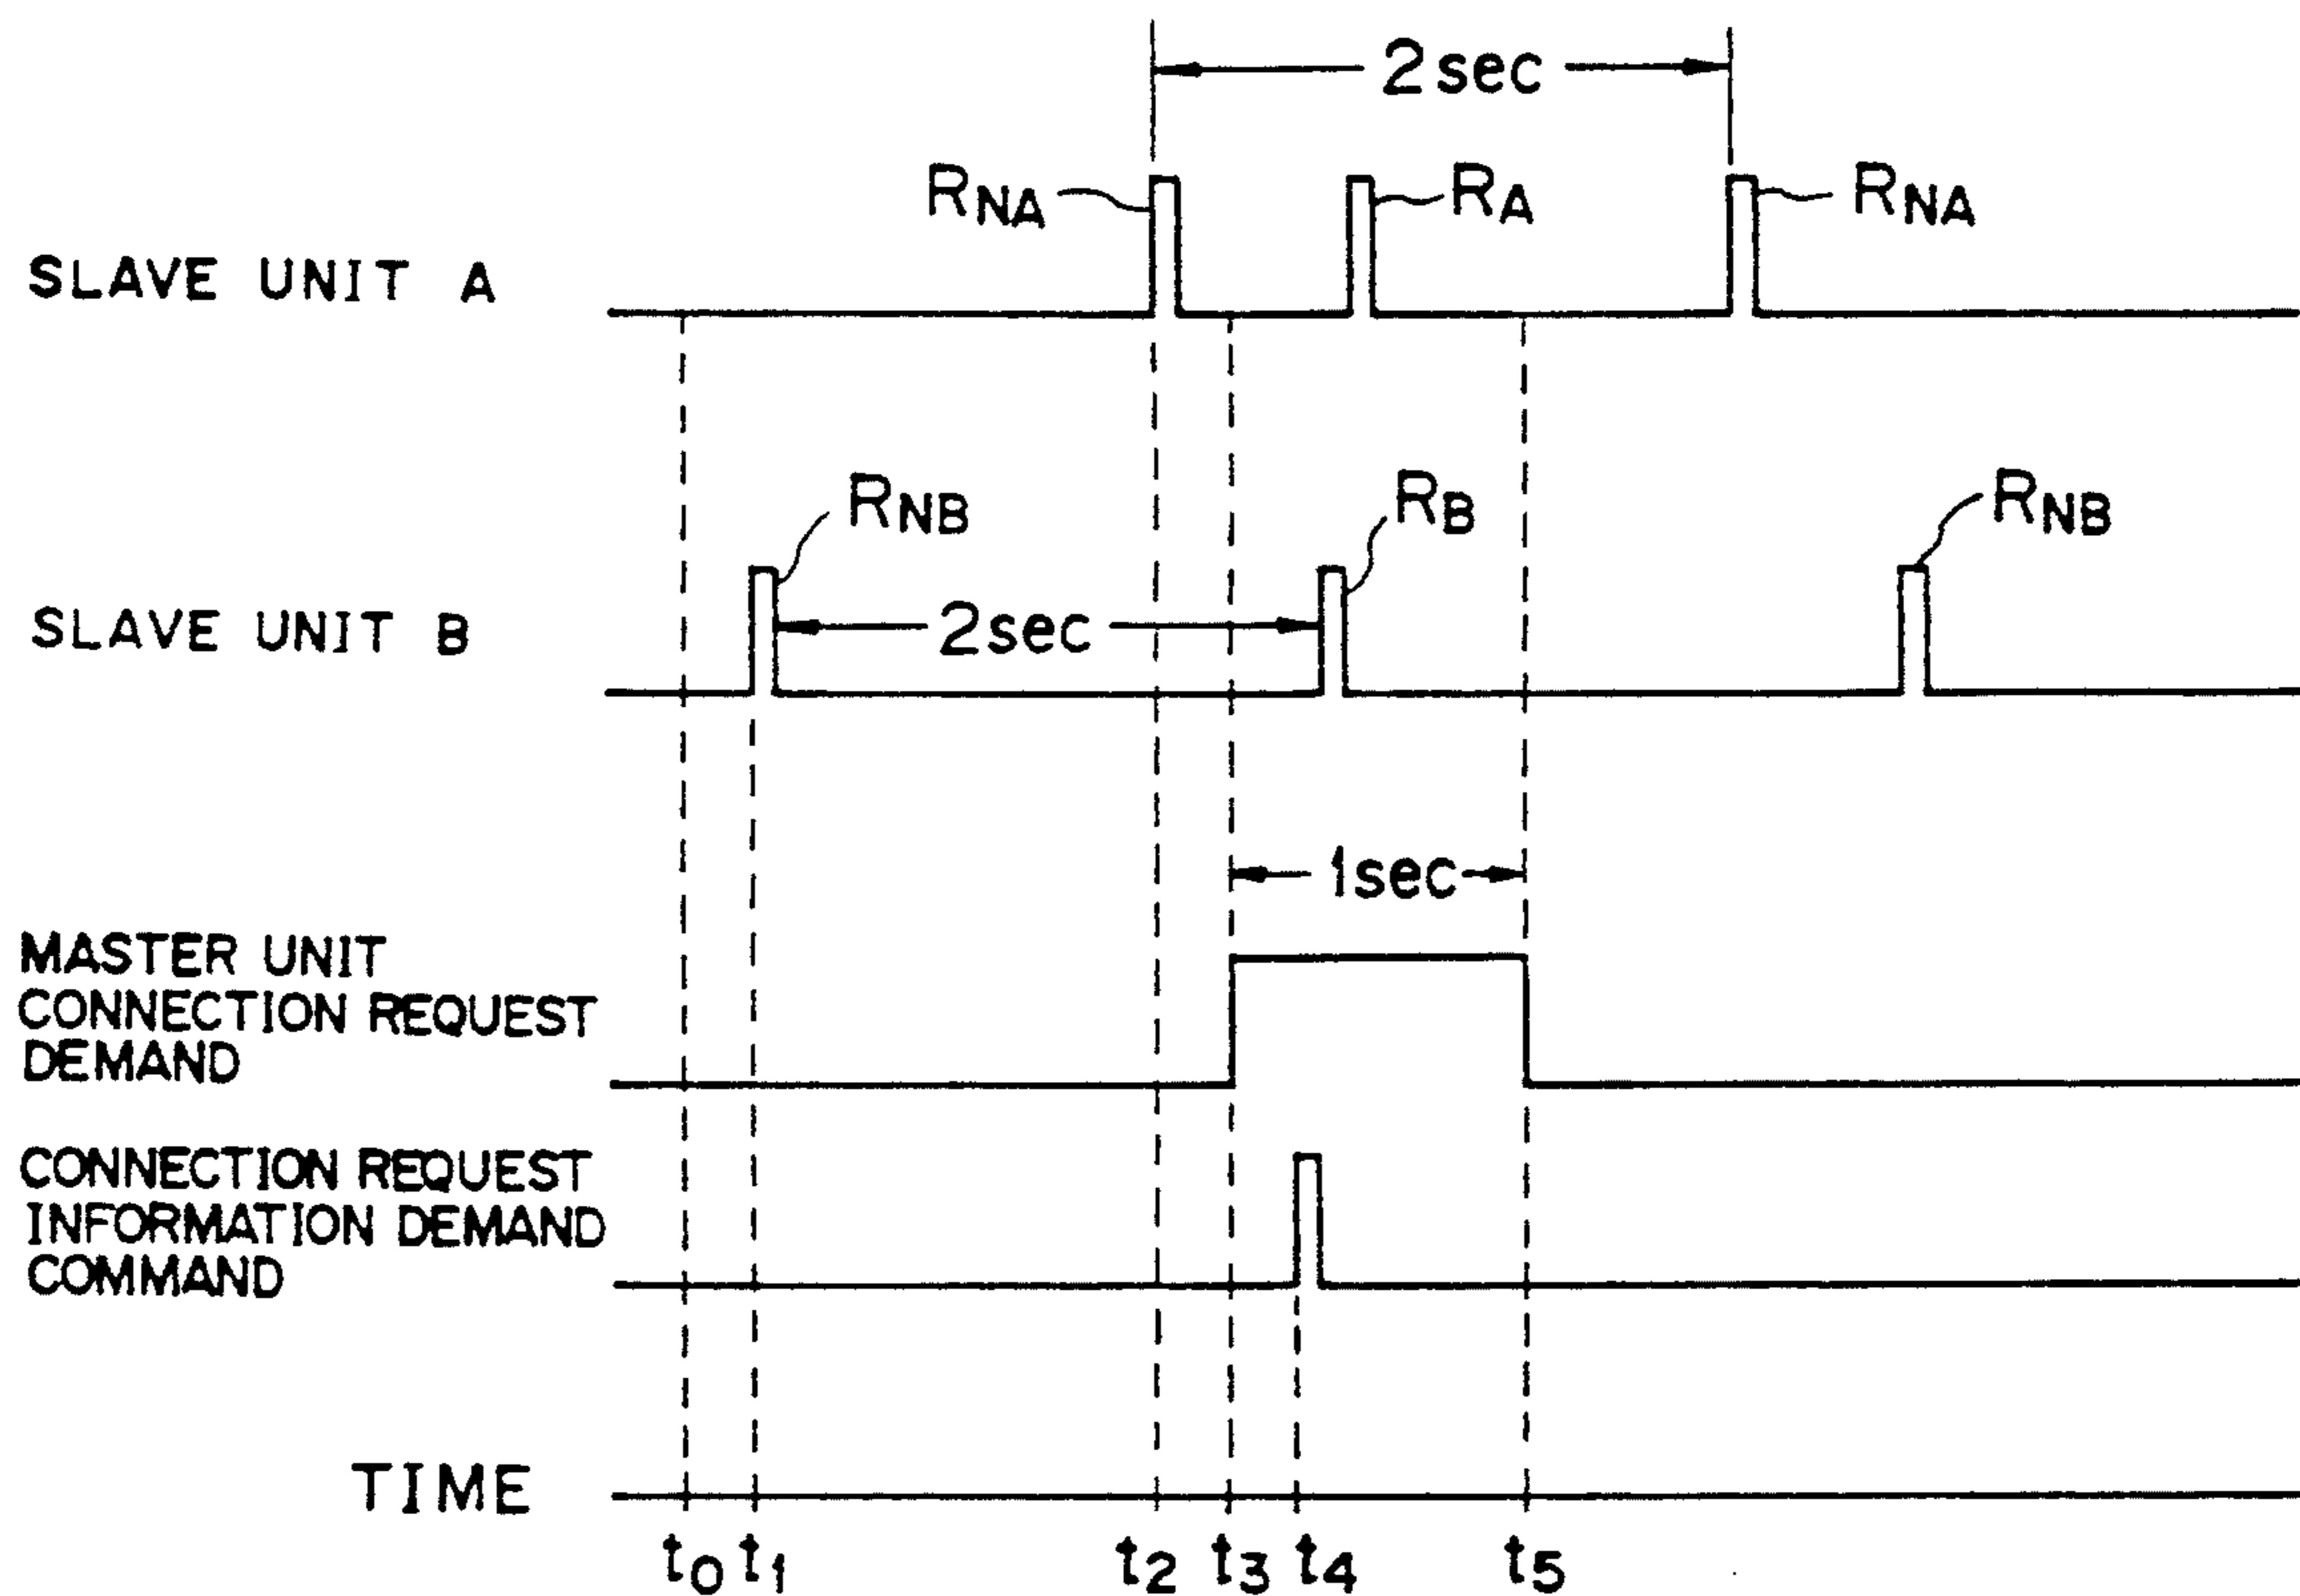 2sec
RNA
RA
RNA
SLAVE UNIT A
RNB
RB
RNB
SLAVE UNIT B
2sec
1sec
MASTER UNIT
CONNECTION REQUEST
DEMAND
CONNECTION REQUEST
INFORMATION DEMAND
COMMAND
TIME
t0 t1 t2 t3 t4 t5